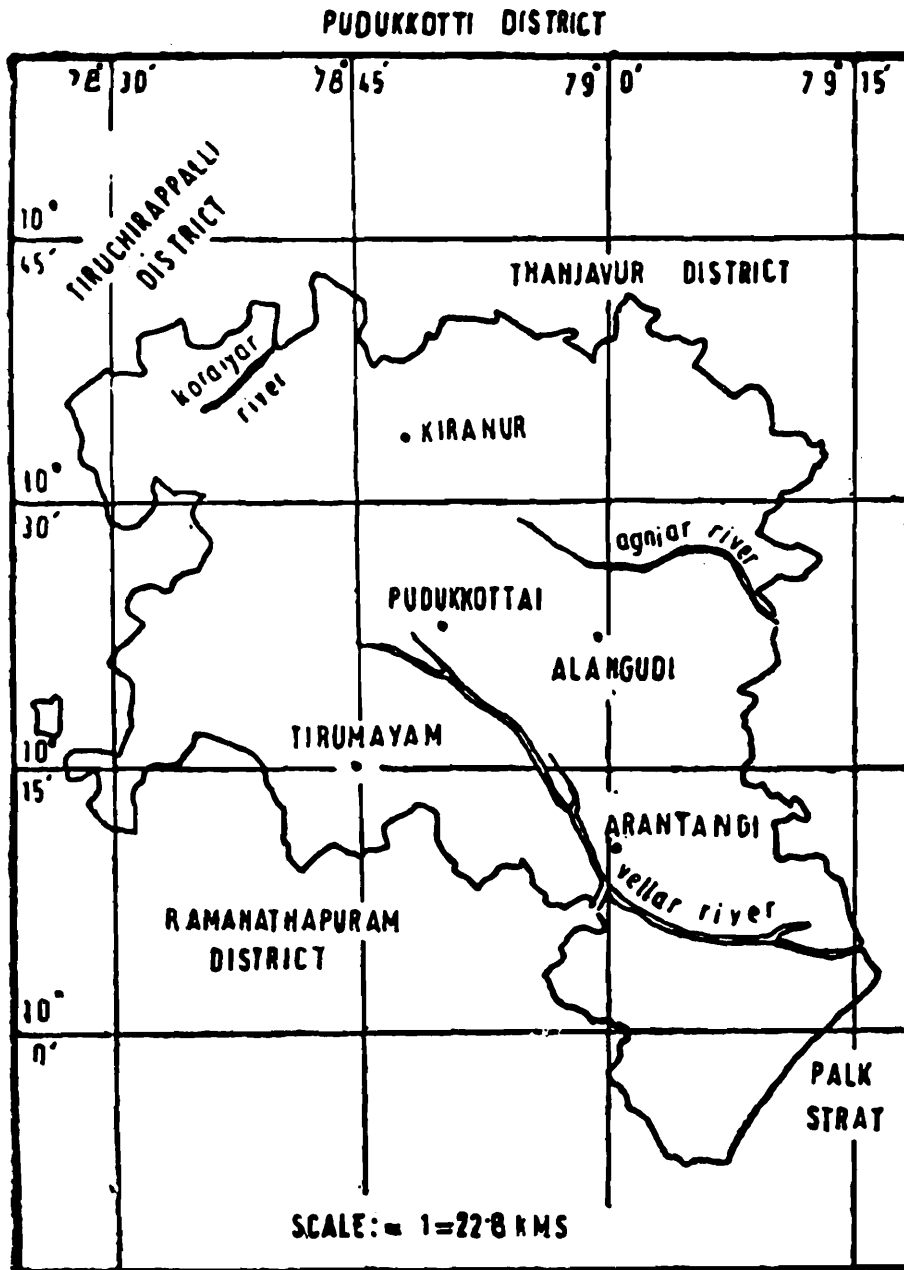 PUDUKKOTTI DISTRICT
78° 30'
78° 45'
79° 0'
79° 15'
TIRUCHIRAPPALLI
DISTRICT
10°
45'
THANJAVUR DISTRICT
koraiyar
river
KIRANUR
10°
30'
agniar river
PUDUKKOTTAI
ALANGUDI
TIRUMAYAM
10°
15'
ARANTANGI
vellar river
RAMANATHAPURAM
DISTRICT
10°
0'
PALK
STRAT
SCALE:= 1=22.8 KMS